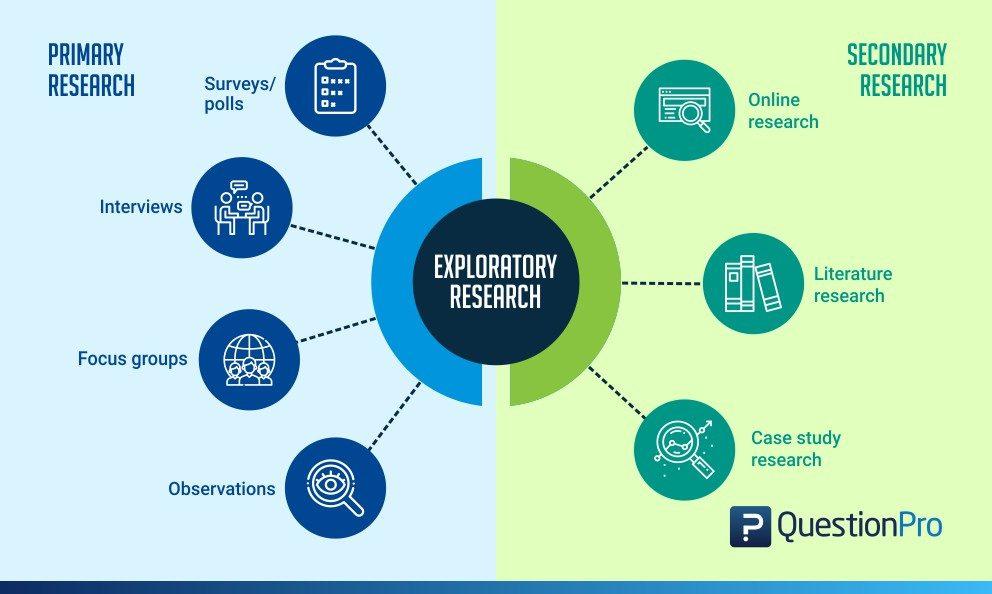 PRIMARY
RESEARCH
Surveys/
polls
Interviews
Focus groups
Observations
EXPLORATORY
RESEARCH
SECONDARY
RESEARCH
Online
research
Literature
research
Case study
research
QuestionPro